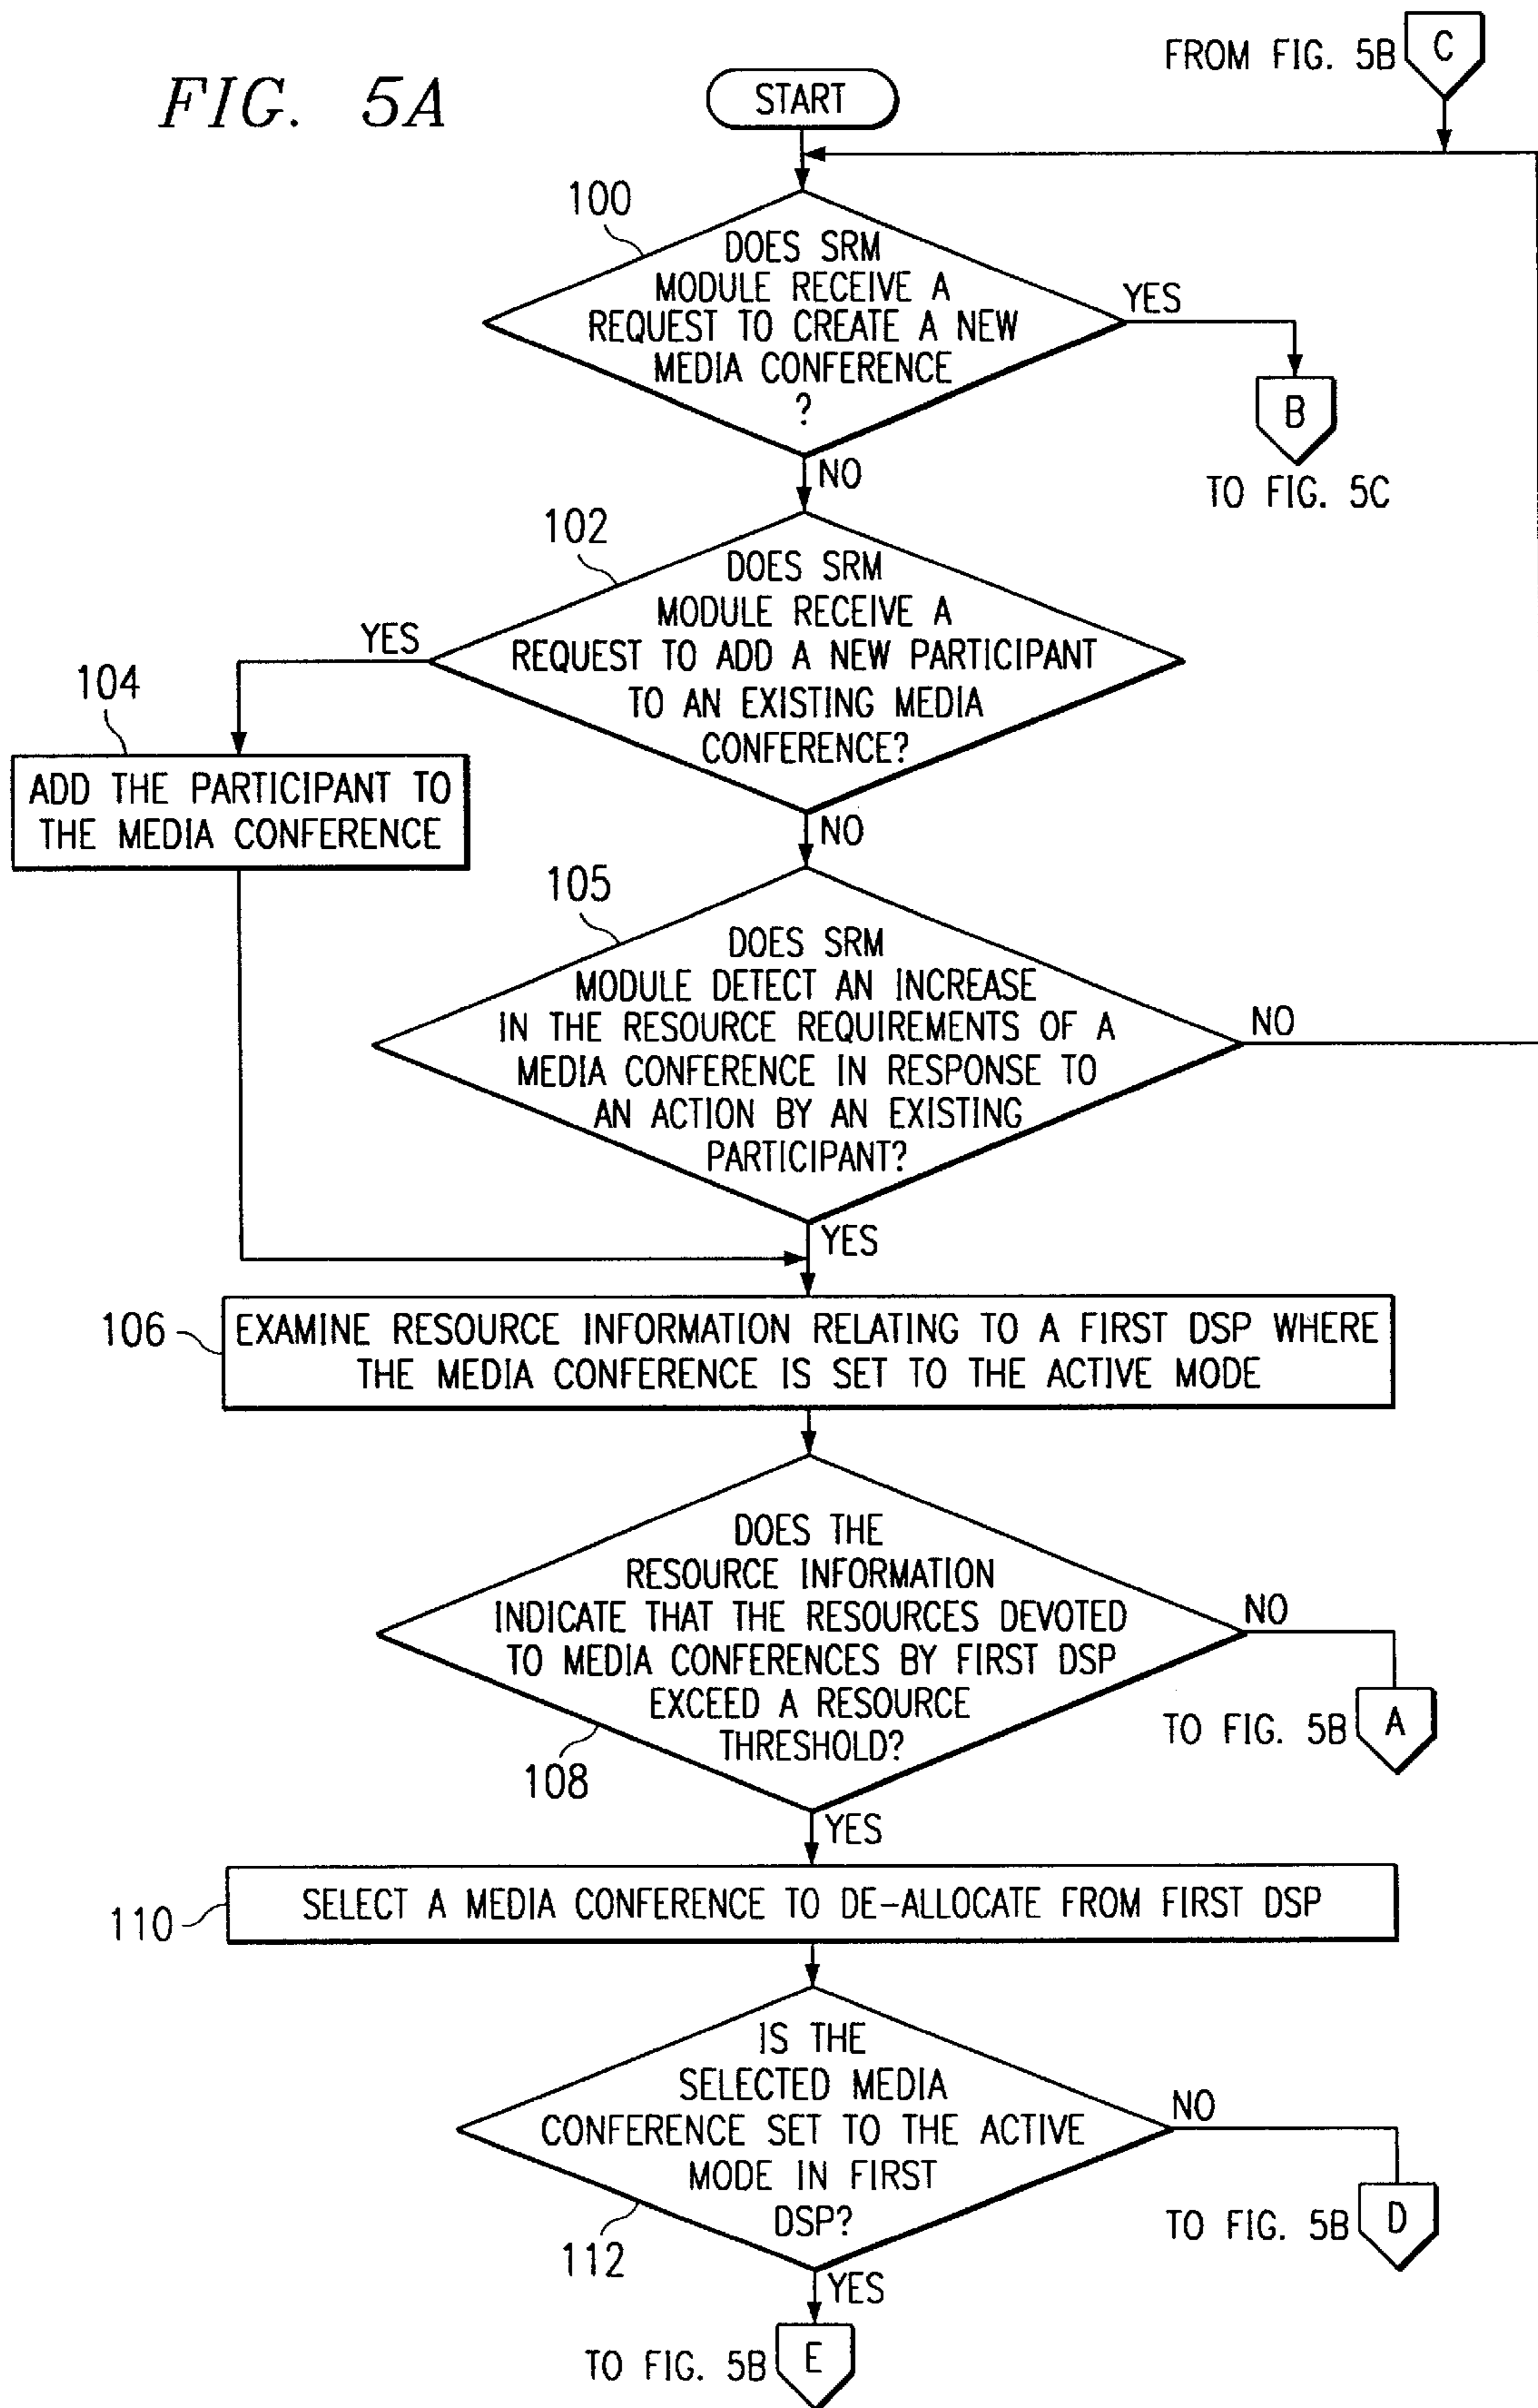 FIG. 5A
FROM FIG. 5B
C
START
100
DOES SRM
MODULE RECEIVE A
REQUEST TO CREATE A NEW
MEDIA CONFERENCE
?
YES
B
TO FIG. 5C
NO
102
DOES SRM
MODULE RECEIVE A
REQUEST TO ADD A NEW PARTICIPANT
TO AN EXISTING MEDIA
CONFERENCE?
YES
104
ADD THE PARTICIPANT TO
THE MEDIA CONFERENCE
NO
105
DOES SRM
MODULE DETECT AN INCREASE
IN THE RESOURCE REQUIREMENTS OF A
MEDIA CONFERENCE IN RESPONSE TO
AN ACTION BY AN EXISTING
PARTICIPANT?
NO
YES
106
EXAMINE RESOURCE INFORMATION RELATING TO A FIRST DSP WHERE
THE MEDIA CONFERENCE IS SET TO THE ACTIVE MODE
DOES THE
RESOURCE INFORMATION
INDICATE THAT THE RESOURCES DEVOTED
TO MEDIA CONFERENCES BY FIRST DSP
EXCEED A RESOURCE
THRESHOLD?
108
NO
TO FIG. 5B
A
YES
110
SELECT A MEDIA CONFERENCE TO DE-ALLOCATE FROM FIRST DSP
IS THE
SELECTED MEDIA
CONFERENCE SET TO THE ACTIVE
MODE IN FIRST
DSP?
112
NO
TO FIG. 5B
D
YES
TO FIG. 5B
E